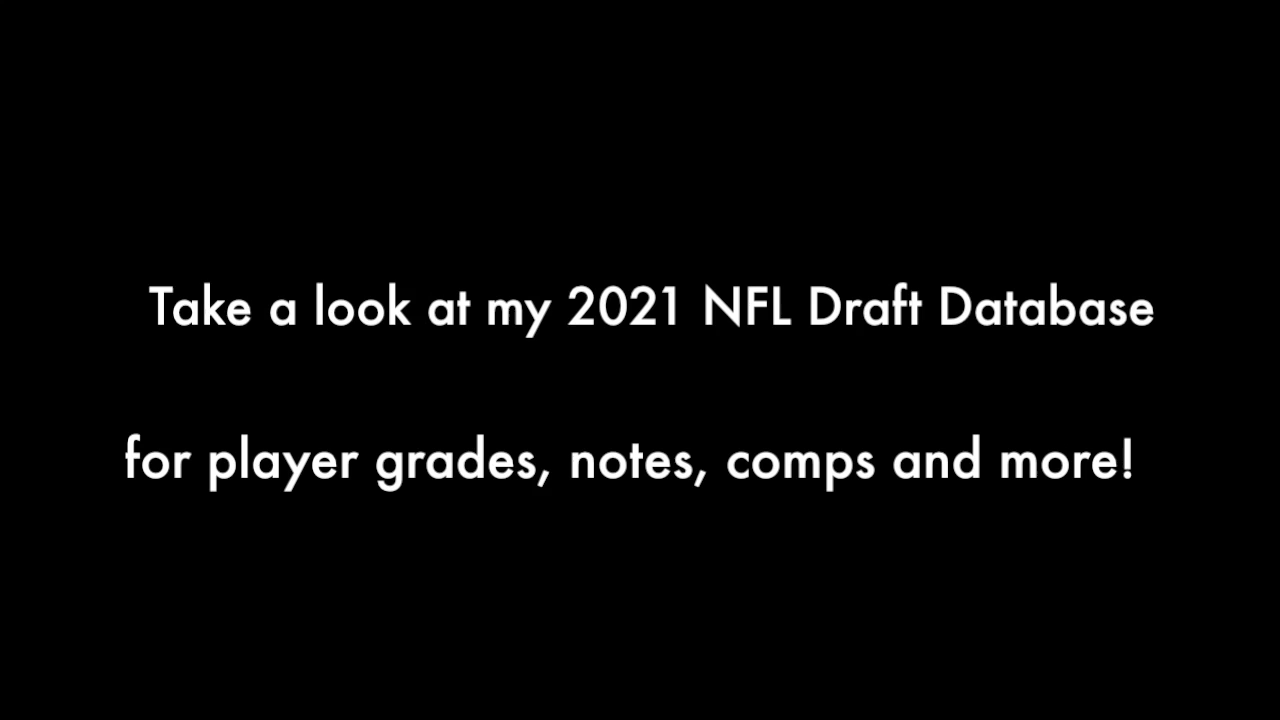 Take a look at my 2021 NFL Draft Database
for player grades, notes, comps and more!